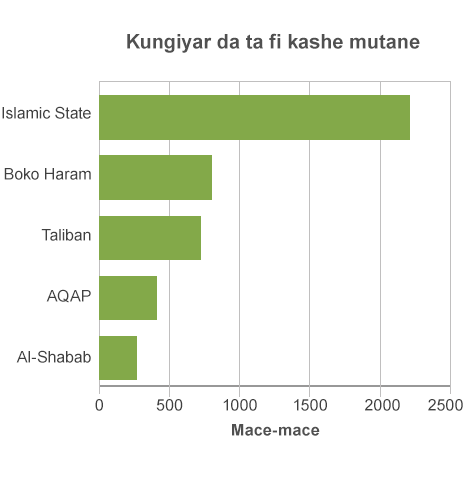 Kungiyar da ta fi kashe mutane
Islamic State
Boko Haram
Taliban
AQAP
Al-Shabab
0 500 1000 1500 2000 2500
Mace-mace